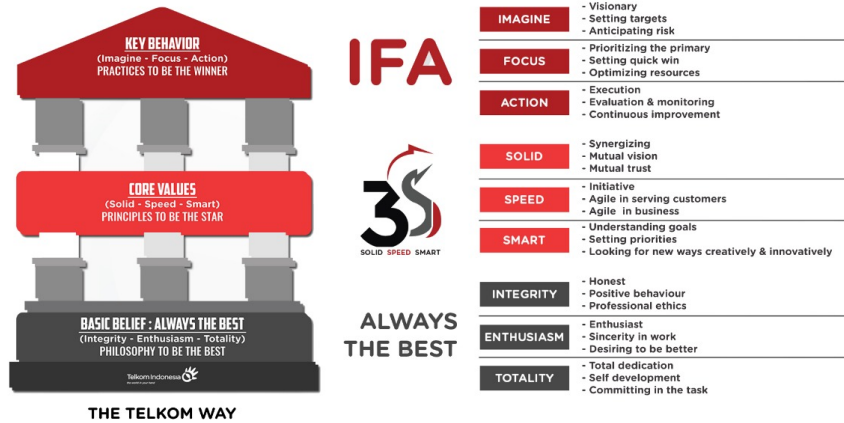 KEY BEHAVIOR
(Imagine - Focus - Action)
PRACTICES TO BE THE WINNER
CORE VALUES
(Solid - Speed - Smart)
PRINCIPLES TO BE THE STAR
BASIC BELIEF : ALWAYS THE BEST
(Integrity - Enthusiasm - Totality)
PHILOSOPHY TO BE THE BEST
Telkom Indonesia
the world in your hand
THE TELKOM WAY
IFA
IMAGINE
- Visionary
- Setting targets
- Anticipating risk
FOCUS
- Prioritizing the primary
- Setting quick win
- Optimizing resources
ACTION
- Execution
- Evaluation & monitoring
- Continuous improvement
3S
SOLID SPEED SMART
SOLID
- Synergizing
- Mutual vision
- Mutual trust
SPEED
- Initiative
- Agile in serving customers
- Agile in business
SMART
- Understanding goals
- Setting priorities
- Looking for new ways creatively & innovatively
ALWAYS
THE BEST
INTEGRITY
- Honest
- Positive behaviour
- Professional ethics
ENTHUSIASM
- Enthusiast
- Sincerity in work
- Desiring to be better
TOTALITY
- Total dedication
- Self development
- Committing in the task